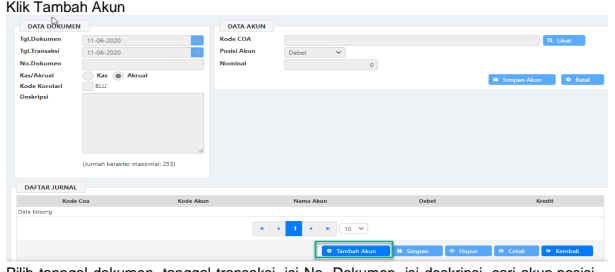 Klik Tambah Akun
DATA DOKUMEN
Tgl.Dokumen 11-06-2020
Tgl.Transaksi 11-06-2020
No.Dokumen
Kas/Akrual Kas Akrual
Kode Korolari BLU
Deskripsi
(Jumlah karakter maksimal: 253)
DATA AKUN
Kode COA Lihat
Posisi Akun Debet
Nominal 0
Simpan Akun Batal
DAFTAR JURNAL
Kode Coa Kode Akun Nama Akun Debet Kredit
Data Kosong
1 10
Tambah Akun Simpan Hapus Cetak Kembali
Pilih tanngal dokumen, tanggal transaksi, isi No. Dokumen, isi deskripsi, cari akun posisi